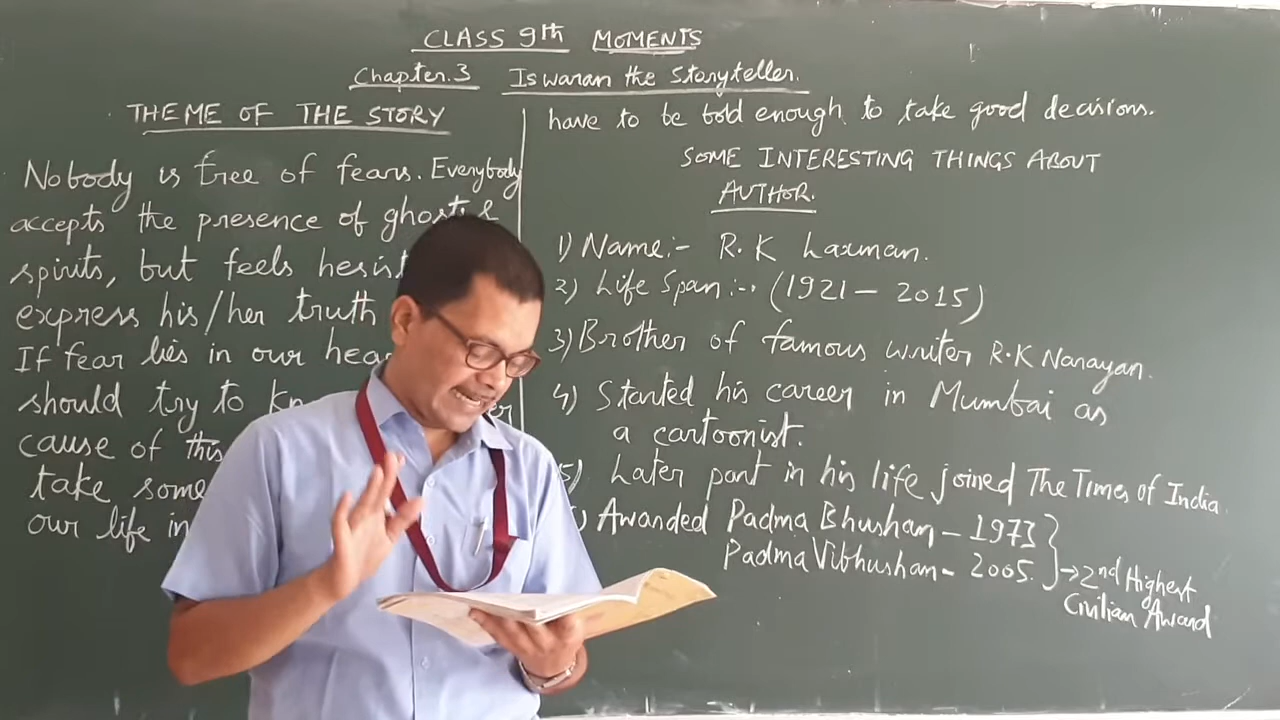 CLASS 9th MOMENTS
Chapter.3 Iswaran the Storyteller.
THEME OF THE STORY
Nobody is free of fears. Everybody
accepts the presence of ghosts &
spirits, but feels hesist
express his/her truth
If fear lies in our hea
should try to kn
cause of this
take some
our life in
have to be bold enough to take good decisions.
SOME INTERESTING THINGS ABOUT
AUTHOR.
1) Name:- R.K Laxman.
2) Life Span:- (1921 - 2015)
3) Brother of famous writer R.K Narayan.
4) Started his career in Mumbai as
a cartoonist.
5) Later part in his life joined The Times of India
) Awarded Padma Bhushan - 1973
Padma Vibhushan - 2005. → 2nd Highest
Civilian Award